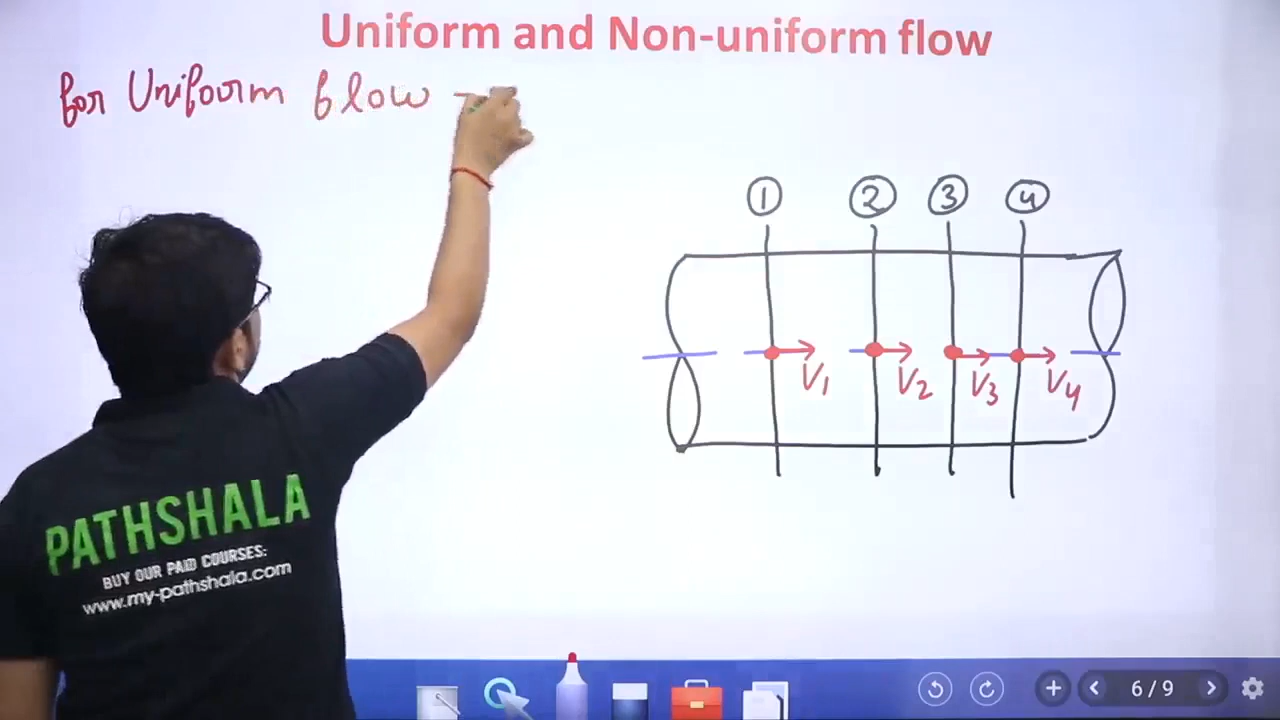 Uniform and Non-uniform flow
for Uniform flow -
1 2 3 4
V1 V2 V3 V4
PATHSHALA
BUY OUR PAID COURSES:
www.my-pathshala.com
6 / 9